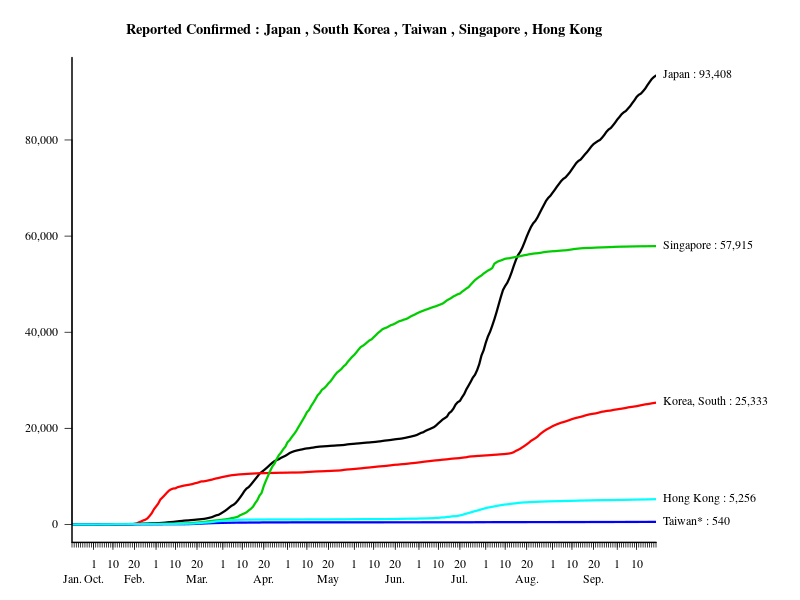 Reported Confirmed : Japan , South Korea , Taiwan , Singapore , Hong Kong
Japan : 93,408
80,000
60,000
Singapore : 57,915
40,000
Korea, South : 25,333
20,000
Hong Kong : 5,256
Taiwan* : 540
0
1 10 20 1 10 20 1 10 20 1 10 20 1 10 20 1 10 20 1 10 20 1 10 20 1 10
Jan. Oct. Feb. Mar. Apr. May Jun. Jul. Aug. Sep.